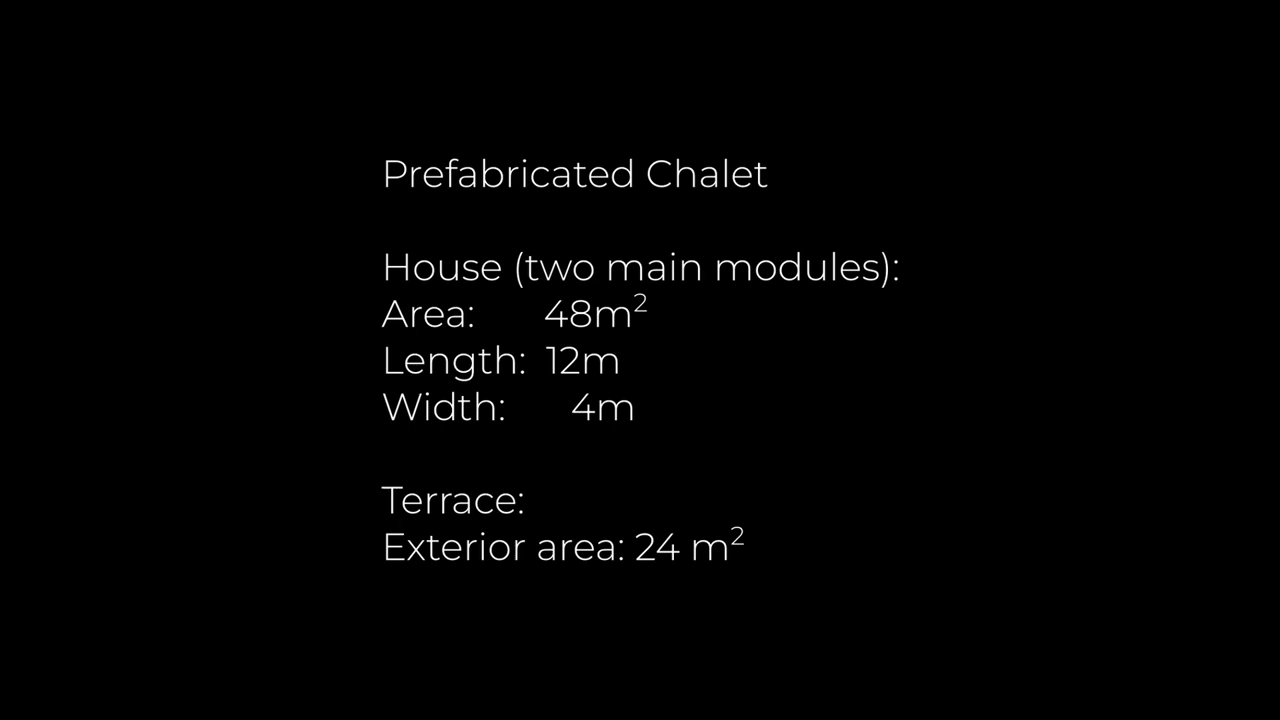 Prefabricated Chalet
House (two main modules):
Area: 48m²
Length: 12m
Width: 4m
Terrace:
Exterior area: 24 m²